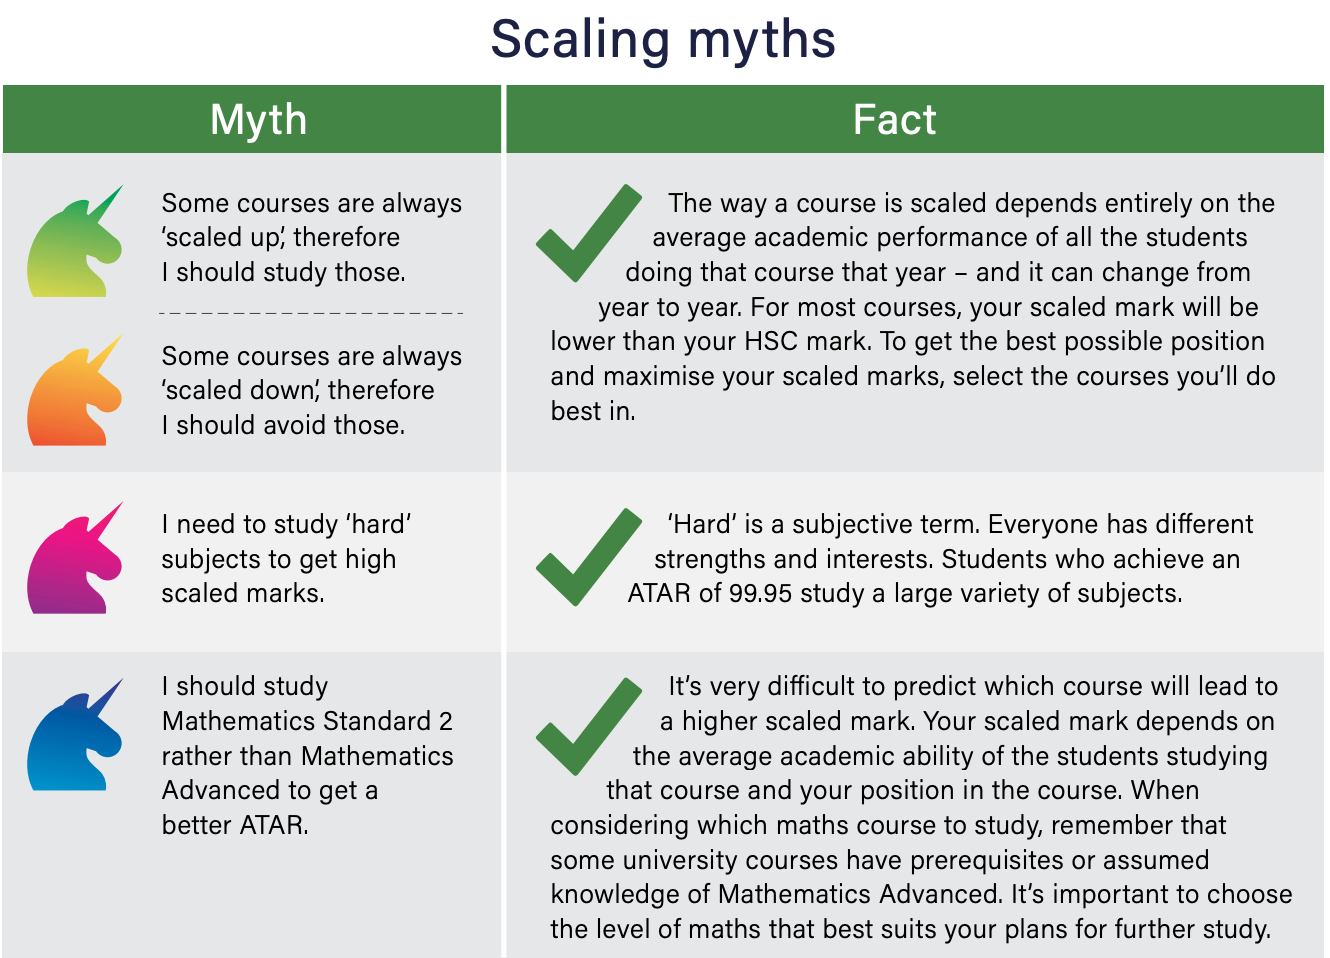 Scaling myths
Myth
Fact
Some courses are always
‘scaled up’, therefore
I should study those.
Some courses are always
‘scaled down’, therefore
I should avoid those.
The way a course is scaled depends entirely on the
average academic performance of all the students
doing that course that year – and it can change from
year to year. For most courses, your scaled mark will be
lower than your HSC mark. To get the best possible position
and maximise your scaled marks, select the courses you’ll do
best in.
I need to study ‘hard’
subjects to get high
scaled marks.
‘Hard’ is a subjective term. Everyone has different
strengths and interests. Students who achieve an
ATAR of 99.95 study a large variety of subjects.
I should study
Mathematics Standard 2
rather than Mathematics
Advanced to get a
better ATAR.
It’s very difficult to predict which course will lead to
a higher scaled mark. Your scaled mark depends on
the average academic ability of the students studying
that course and your position in the course. When
considering which maths course to study, remember that
some university courses have prerequisites or assumed
knowledge of Mathematics Advanced. It’s important to choose
the level of maths that best suits your plans for further study.